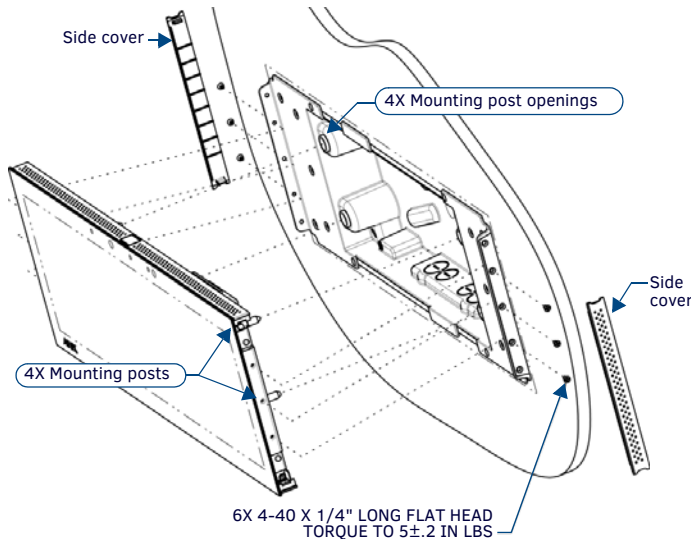 Side cover
4X Mounting post openings
Side
cover
4X Mounting posts
6X 4-40 X 1/4" LONG FLAT HEAD
TORQUE TO 5±.2 IN LBS